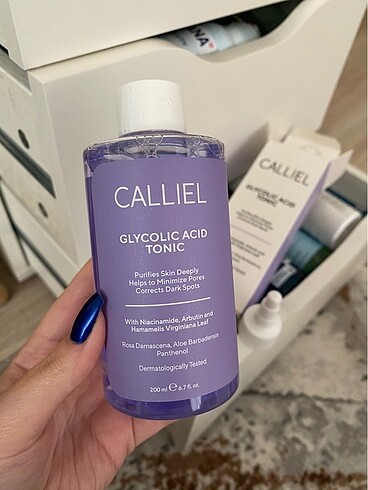 CALLIEL
GLYCOLIC ACID
TONIC
Purifies Skin Deeply
Helps to Minimize Pores
Corrects Dark Spots
With Niacinamide, Arbutin and
Hamamelis Virginiana Leaf
Rosa Damascena, Aloe Barbadensis
Panthenol
Dermatologically Tested
200 ml ℮ 6.7 fl. oz.
CALLIEL
GLYCOLIC ACID
TONIC